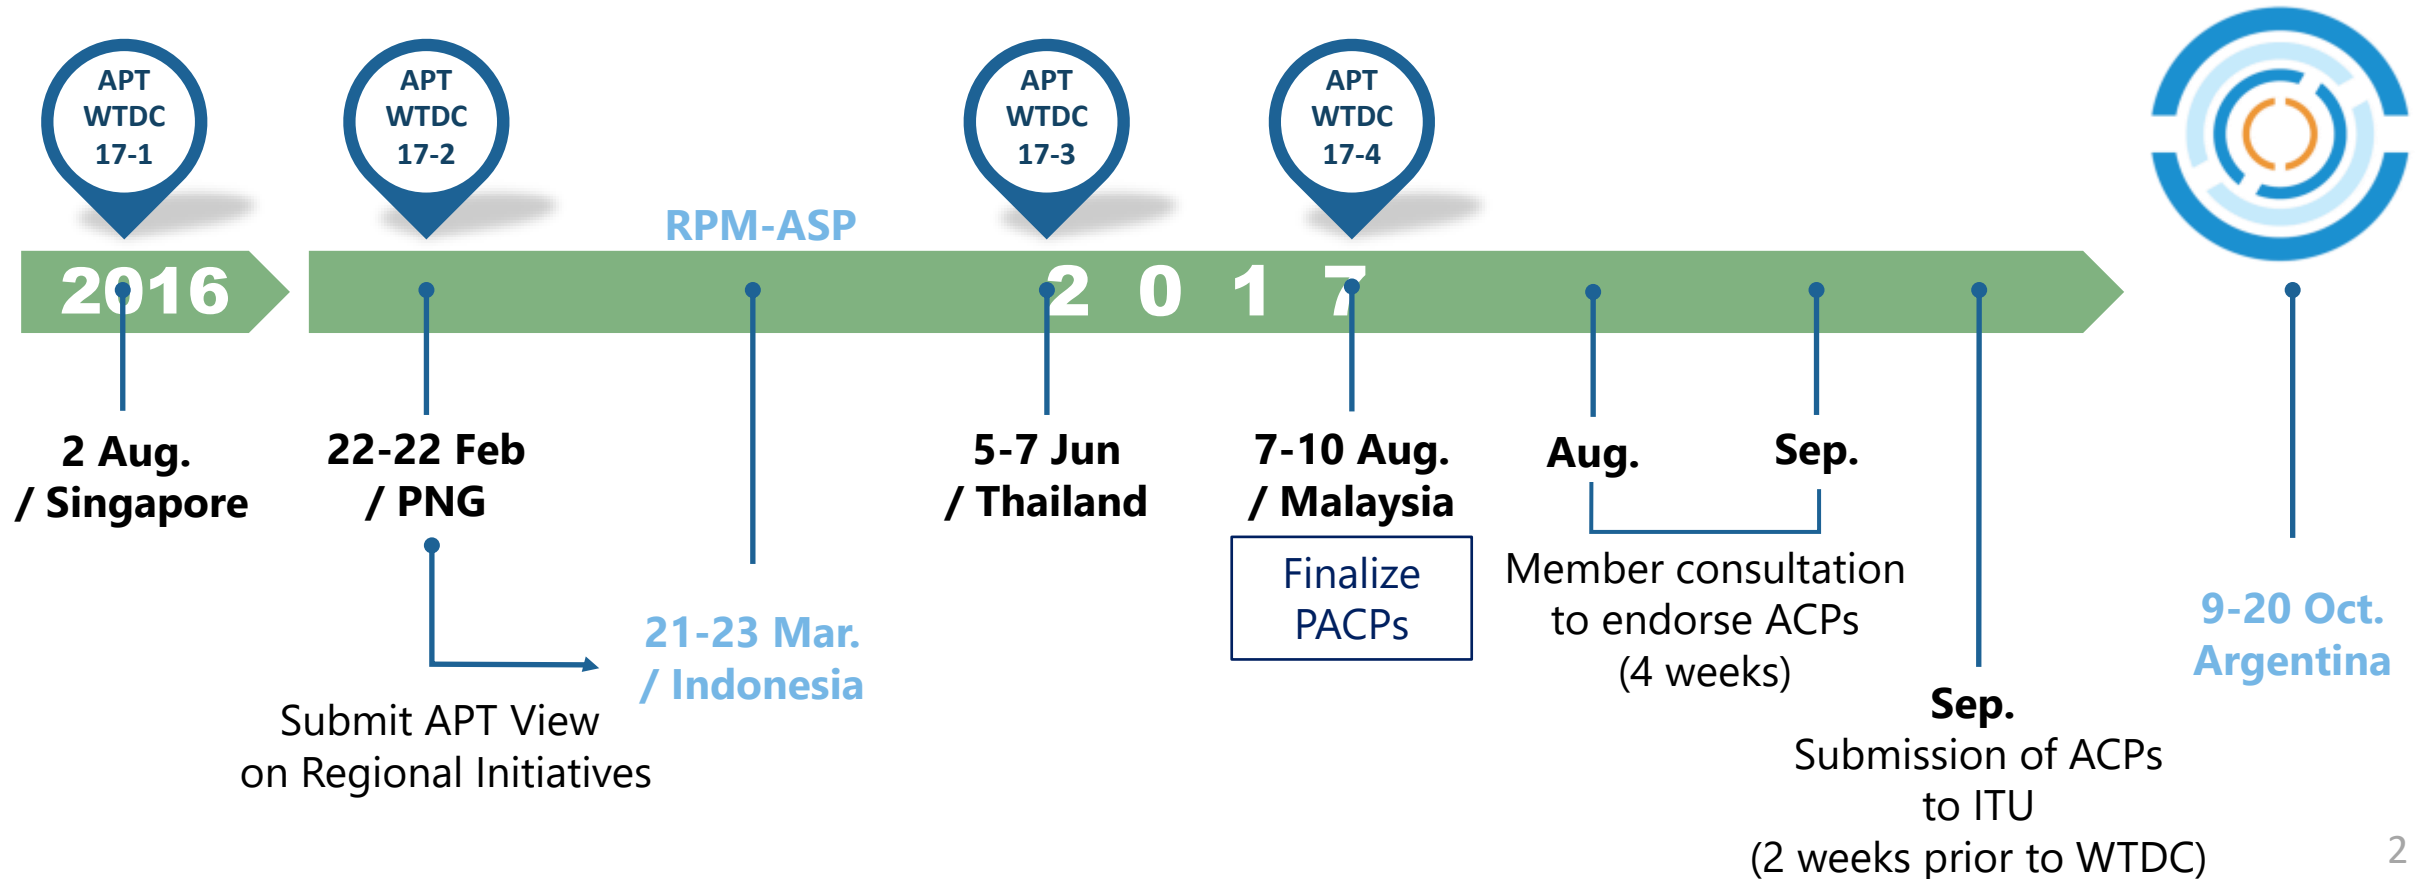 APT
WTDC
17-1
APT
WTDC
17-2
APT
WTDC
17-3
APT
WTDC
17-4
RPM-ASP
2016
2 0 1 7
2 Aug.
/ Singapore
22-22 Feb
/ PNG
5-7 Jun
/ Thailand
7-10 Aug.
/ Malaysia
Aug.
Sep.
Finalize
PACPs
Member consultation
to endorse ACPs
(4 weeks)
21-23 Mar.
/ Indonesia
9-20 Oct.
Argentina
Submit APT View
on Regional Initiatives
Sep.
Submission of ACPs
to ITU
(2 weeks prior to WTDC)
2